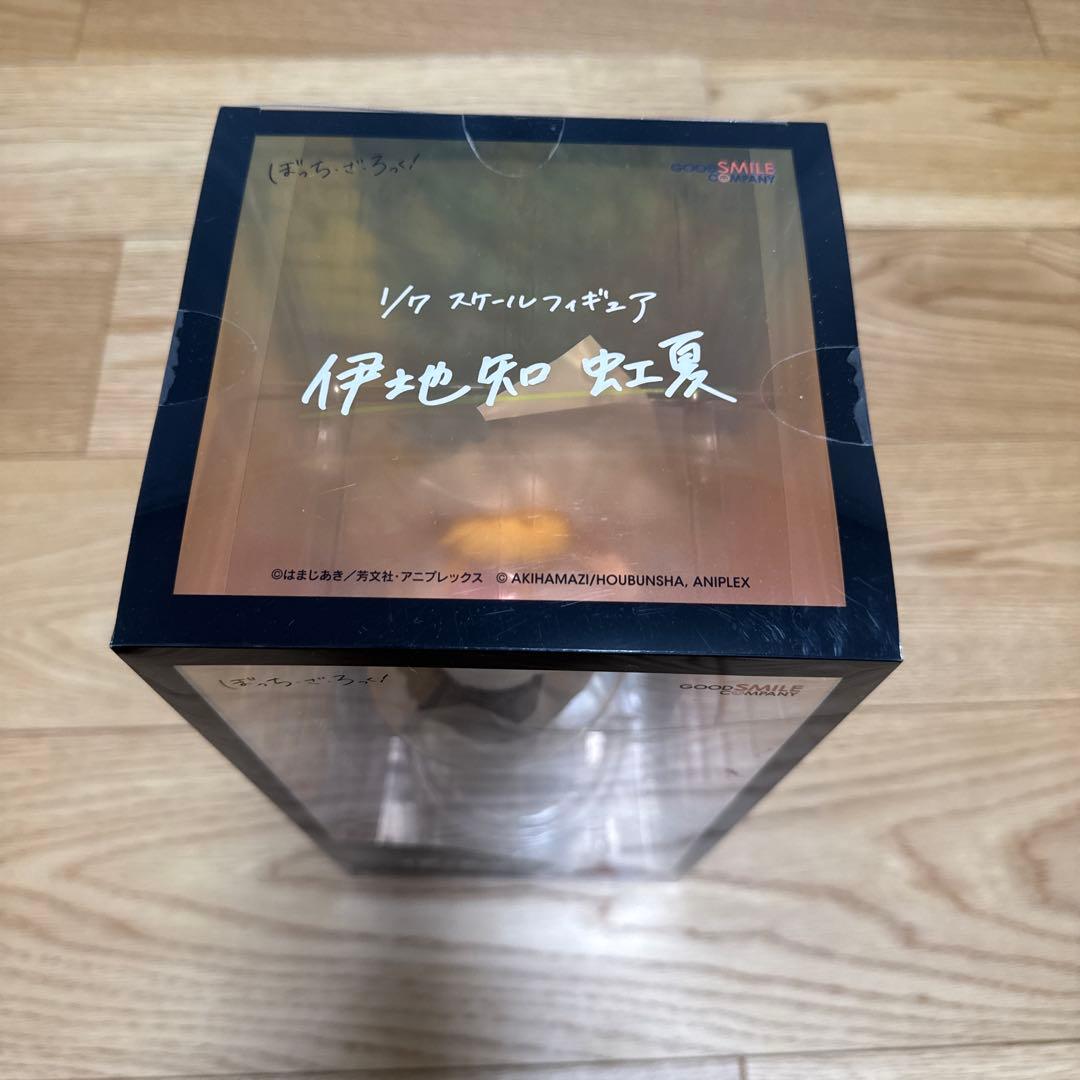 ぼっち・ざ・ろっく!
GOOD SMILE
COMPANY
1/7 スケールフィギュア
伊地知 虹夏
©はまじあき/芳文社・アニプレックス © AKIHAMAZI/HOUBUNSHA, ANIPLEX
ぼっち・ざ・ろっく!
GOOD SMILE
COMPANY